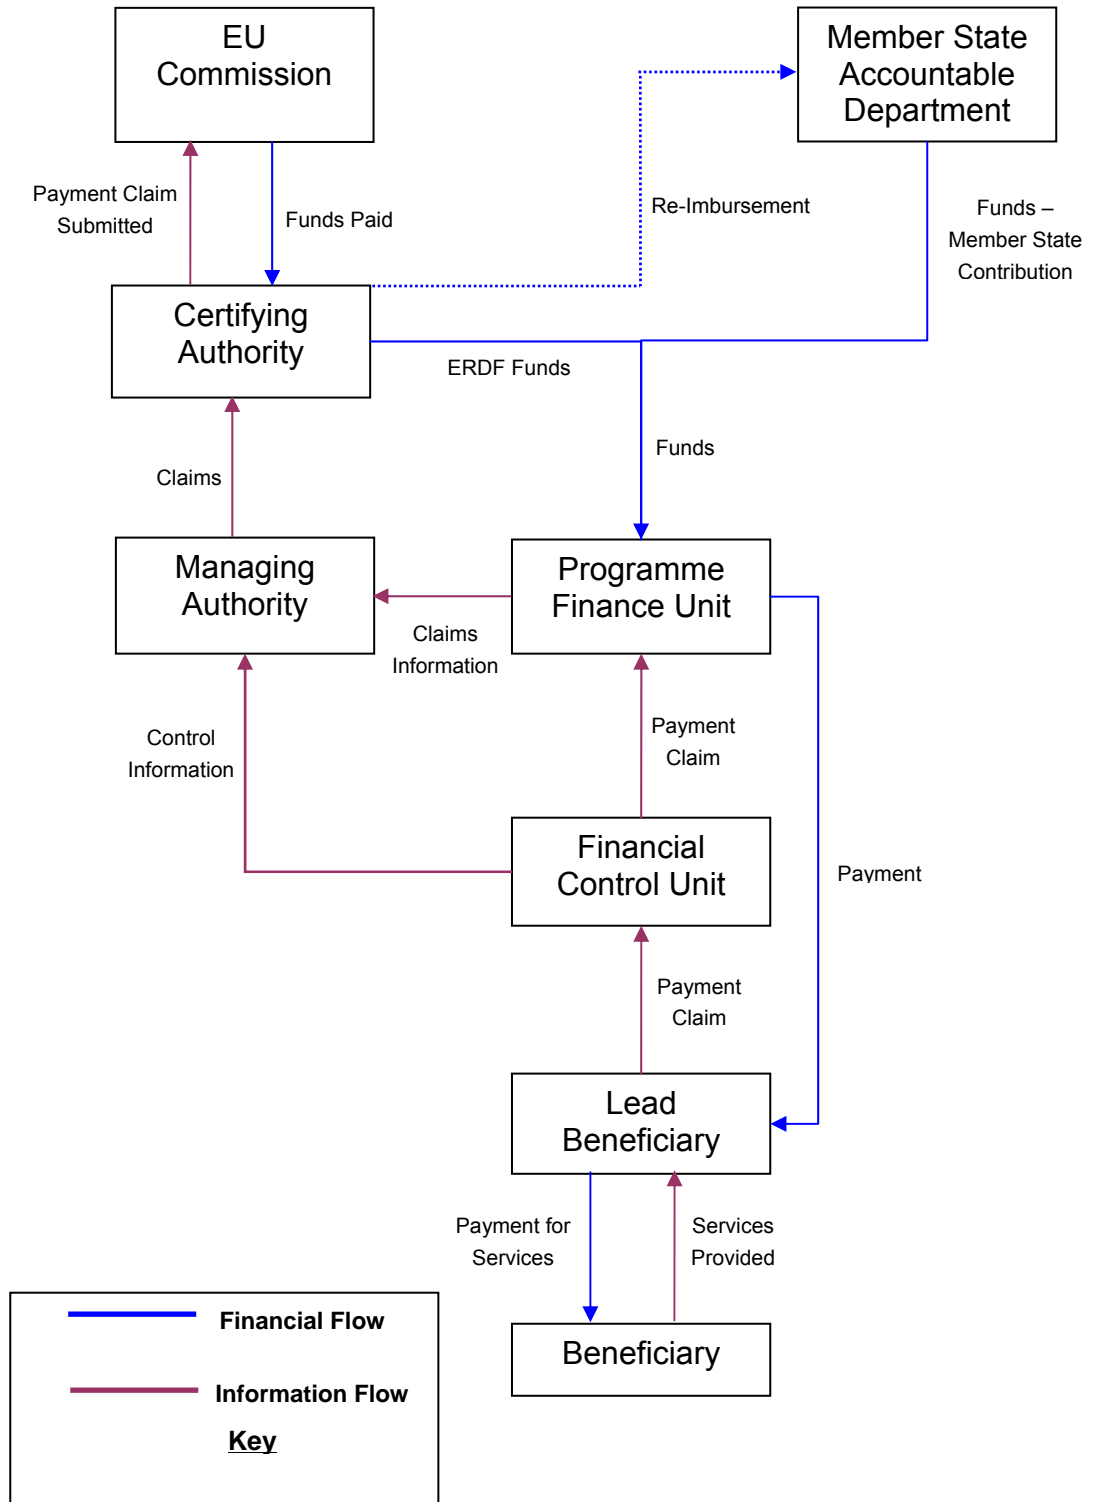 EU
Commission
Member State
Accountable
Department
Payment Claim
Submitted
Funds Paid
Re-Imbursement
Funds –
Member State
Contribution
Certifying
Authority
ERDF Funds
Claims
Funds
Managing
Authority
Programme
Finance Unit
Claims
Information
Control
Information
Payment
Claim
Financial
Control Unit
Payment
Payment
Claim
Lead
Beneficiary
Payment for
Services
Services
Provided
Beneficiary
Financial Flow
Information Flow
Key